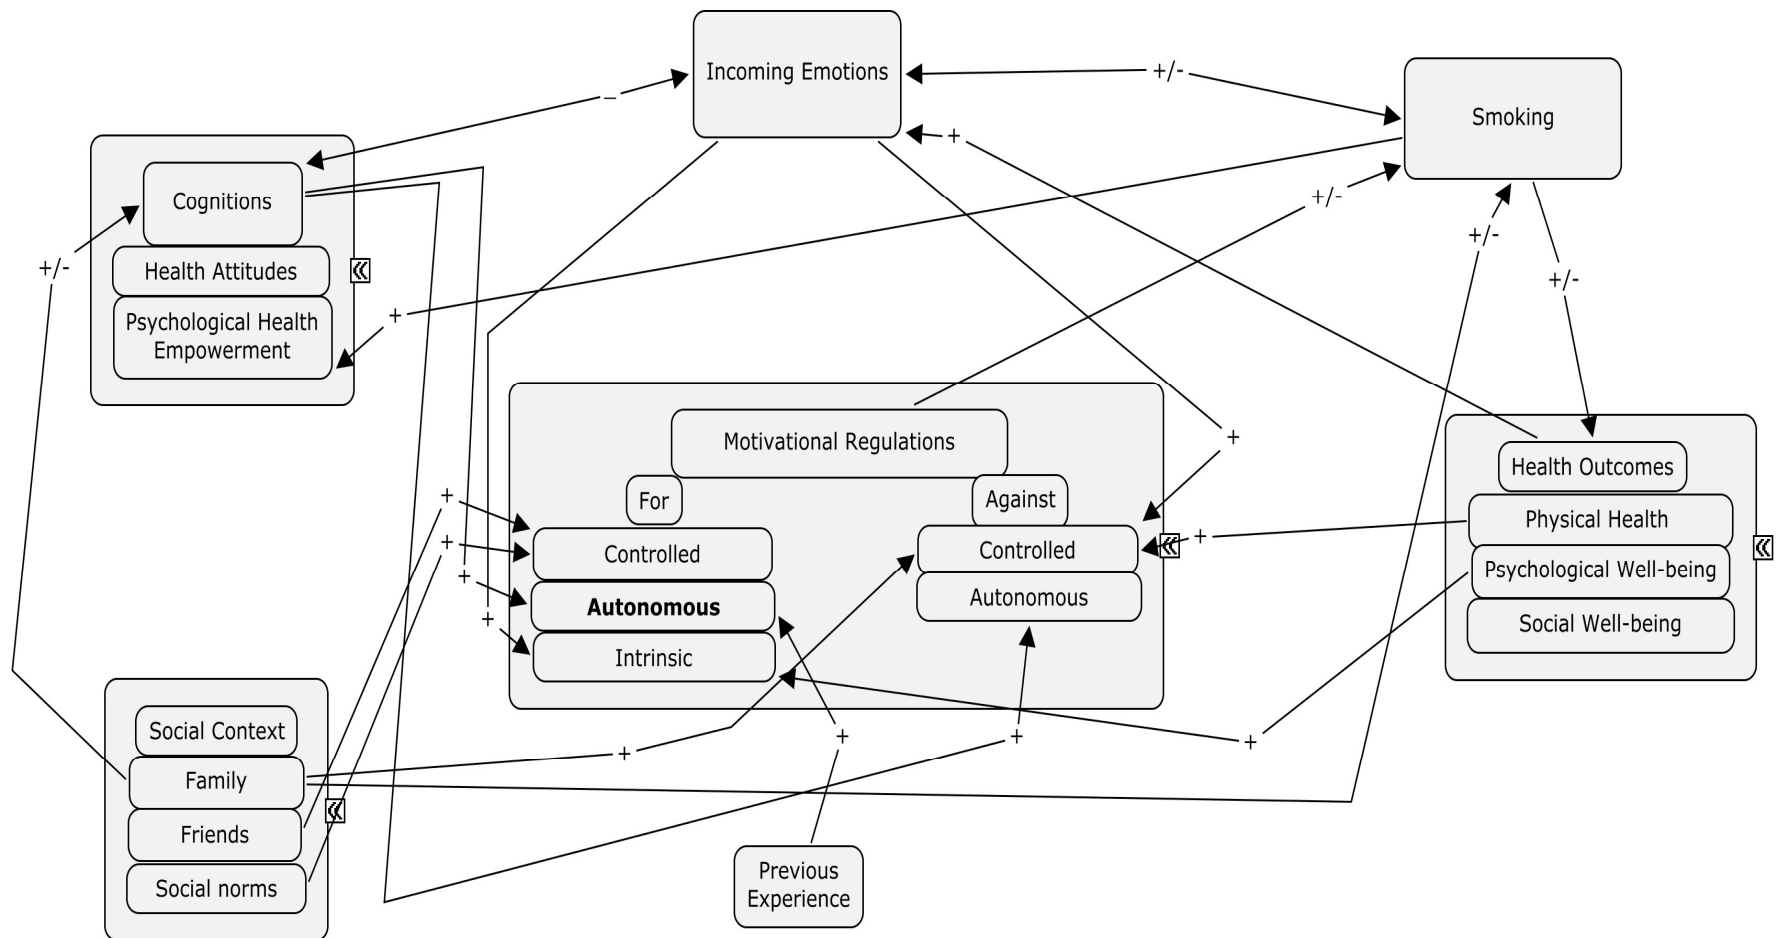 Incoming Emotions
+/-
Smoking
–
+
Cognitions
+/-
+/-
+/-
+/-
Health Attitudes
Psychological Health
Empowerment
+
Motivational Regulations
+
For
Against
Health Outcomes
Physical Health
Psychological Well-being
Social Well-being
+
+
+
+
+
Controlled
Autonomous
Intrinsic
Controlled
Autonomous
Social Context
Family
Friends
Social norms
+
+
+
+
Previous
Experience